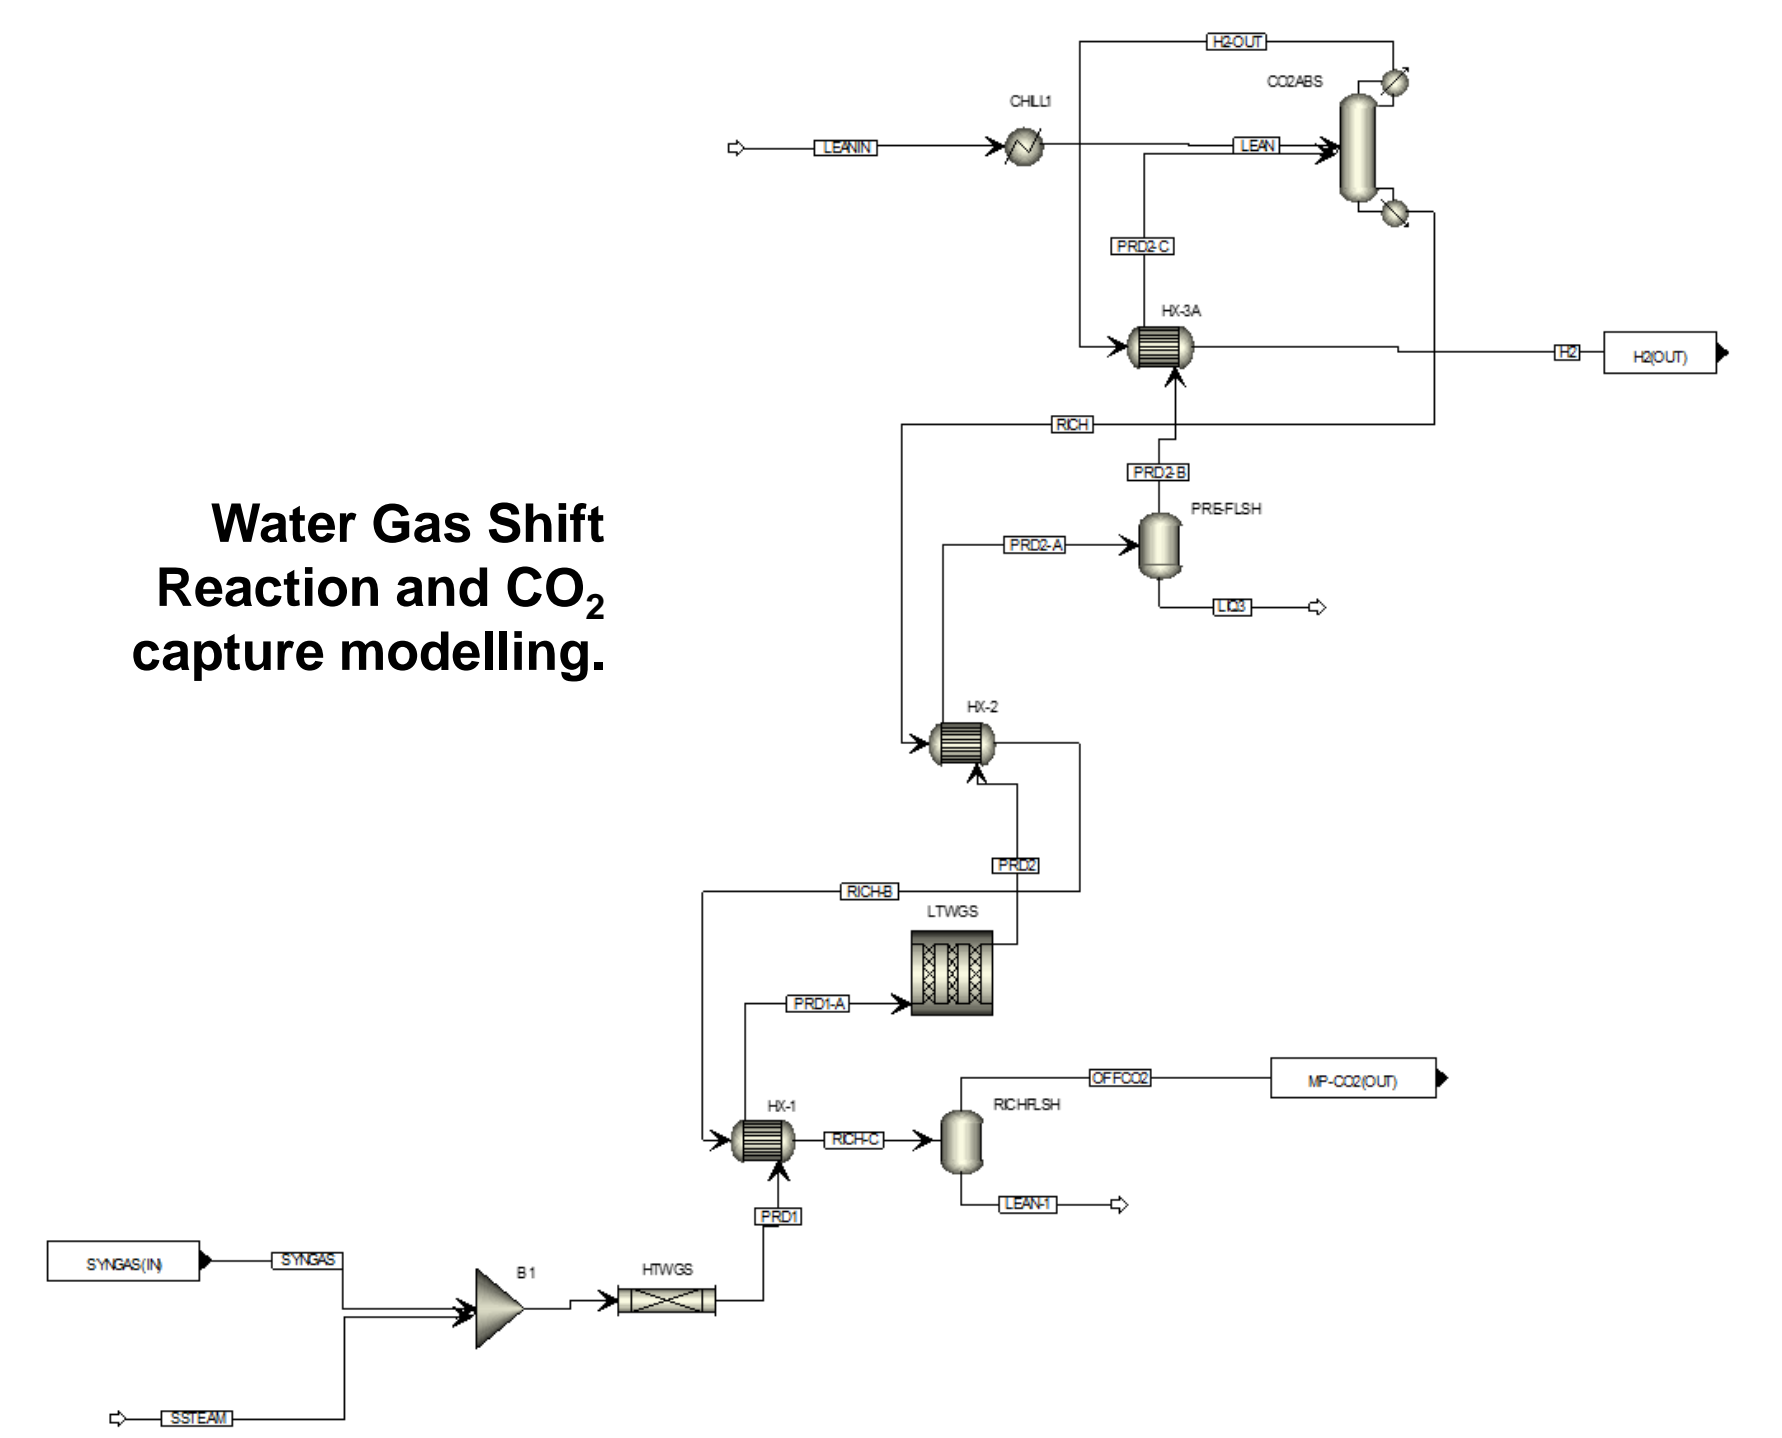 H2-OUT
CO2ABS
CHILL1
LEANIN
LEAN
PRD2-C
HX-3A
H2
H2(OUT)
RICH
PRD2-B
PRE-FLSH
Water Gas Shift
Reaction and CO₂
capture modelling.
PRD2-A
LIQ3
HX-2
PRD2
RICH-B
LTWGS
PRD1-A
OFFCO2
MP-CO2(OUT)
RICHFLSH
HX-1
RICH-C
LEAN-1
PRD1
SYNGAS(IN)
SYNGAS
B1
HTWGS
SSTEAM